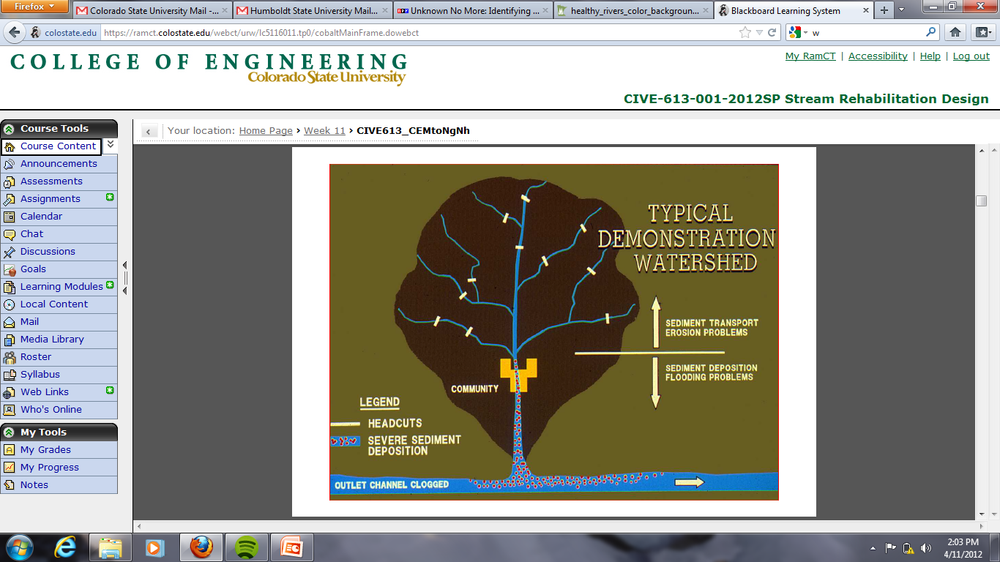 Firefox
Colorado State University Mail -...
Humboldt State University Mail...
Unknown No More: Identifying ...
healthy_rivers_color_backgroun...
Blackboard Learning System
colostate.edu
https://ramct.colostate.edu/webct/urw/lc5116011.tp0/cobaltMainFrame.dowebct
w
COLLEGE OF ENGINEERING
Colorado State University
My RamCT | Accessibility | Help | Log out
CIVE-613-001-2012SP Stream Rehabilitation Design
Course Tools
Course Content
Announcements
Assessments
Assignments
Calendar
Chat
Discussions
Goals
Learning Modules
Local Content
Mail
Media Library
Roster
Syllabus
Web Links
Who's Online
My Tools
My Grades
My Progress
Notes
Your location: Home Page › Week 11 › CIVE613_CEMtoNgNh
TYPICAL
DEMONSTRATION
WATERSHED
SEDIMENT TRANSPORT
EROSION PROBLEMS
SEDIMENT DEPOSITION
FLOODING PROBLEMS
COMMUNITY
LEGEND
HEADCUTS
SEVERE SEDIMENT
DEPOSITION
OUTLET CHANNEL CLOGGED
2:03 PM
4/11/2012